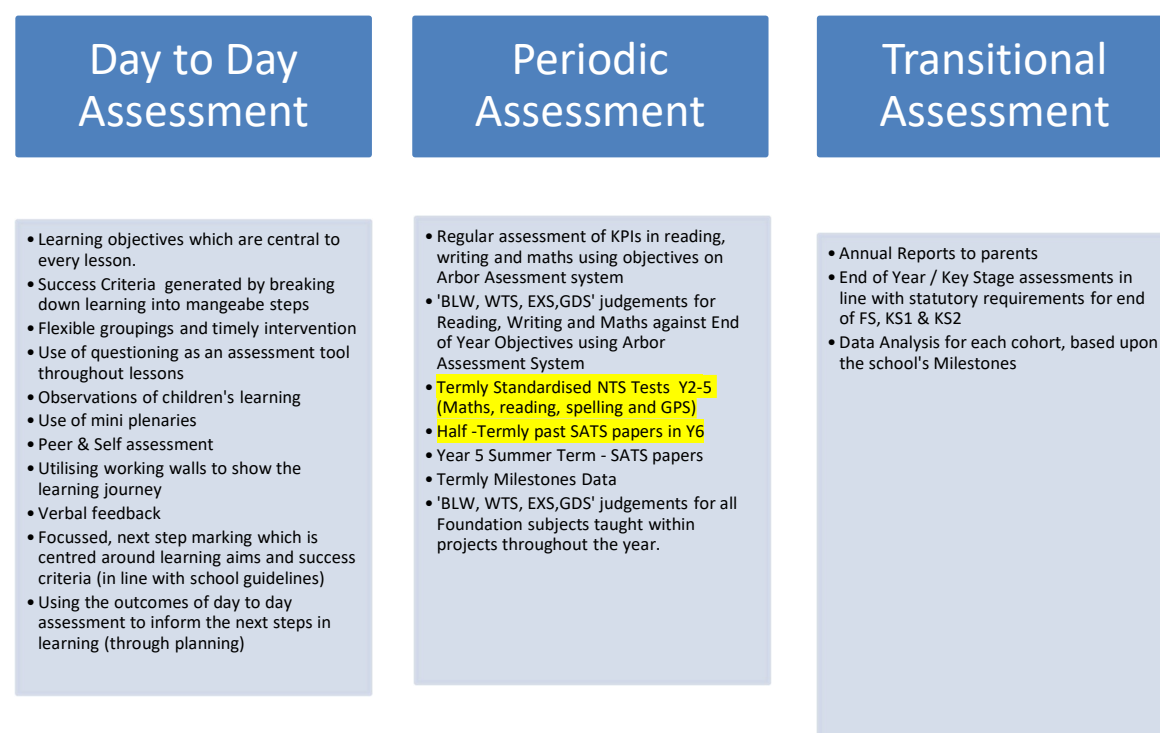 Day to Day
Assessment
• Learning objectives which are central to
every lesson.
• Success Criteria  generated by breaking
down learning into mangeabe steps
• Flexible groupings and timely intervention
• Use of questioning as an assessment tool
throughout lessons
• Observations of children's learning
• Use of mini plenaries
• Peer & Self assessment
• Utilising working walls to show the
learning journey
• Verbal feedback
• Focussed, next step marking which is
centred around learning aims and success
criteria (in line with school guidelines)
• Using the outcomes of day to day
assessment to inform the next steps in
learning (through planning)
Periodic
Assessment
• Regular assessment of KPIs in reading,
writing and maths using objectives on
Arbor Asessment system
• 'BLW, WTS, EXS,GDS' judgements for
Reading, Writing and Maths against End
of Year Objectives using Arbor
Assessment System
• Termly Standardised NTS Tests  Y2-5
(Maths, reading, spelling and GPS)
• Half -Termly past SATS papers in Y6
• Year 5 Summer Term - SATS papers
• Termly Milestones Data
• 'BLW, WTS, EXS,GDS' judgements for all
Foundation subjects taught within
projects throughout the year.
Transitional
Assessment
• Annual Reports to parents
• End of Year / Key Stage assessments in
line with statutory requirements for end
of FS, KS1 & KS2
• Data Analysis for each cohort, based upon
the school's Milestones